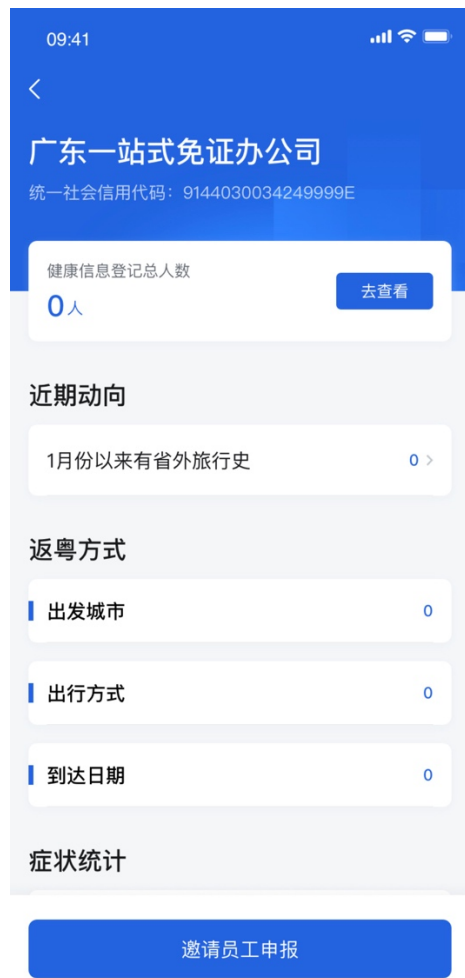 09:41
广东一站式免证办公司
统一社会信用代码：9144030034249999E
健康信息登记总人数
0人
去查看
近期动向
1月份以来有省外旅行史 0
返粤方式
出发城市 0
出行方式 0
到达日期 0
症状统计
邀请员工申报